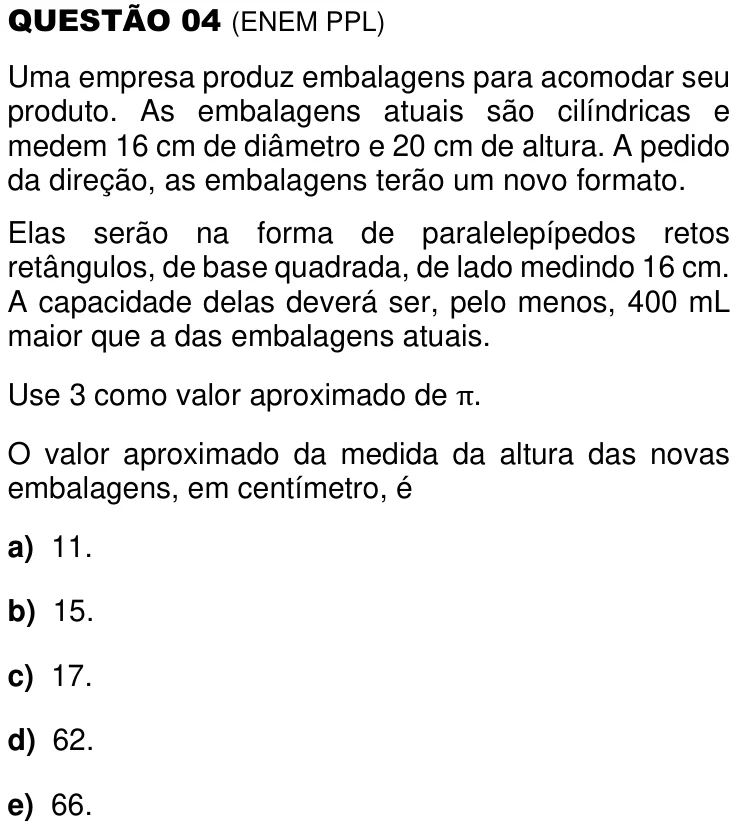 QUESTÃO 04 (ENEM PPL)
Uma empresa produz embalagens para acomodar seu
produto. As embalagens atuais são cilíndricas e
medem 16 cm de diâmetro e 20 cm de altura. A pedido
da direção, as embalagens terão um novo formato.
Elas serão na forma de paralelepípedos retos
retângulos, de base quadrada, de lado medindo 16 cm.
A capacidade delas deverá ser, pelo menos, 400 mL
maior que a das embalagens atuais.
Use 3 como valor aproximado de π.
O valor aproximado da medida da altura das novas
embalagens, em centímetro, é
a) 11.
b) 15.
c) 17.
d) 62.
e) 66.